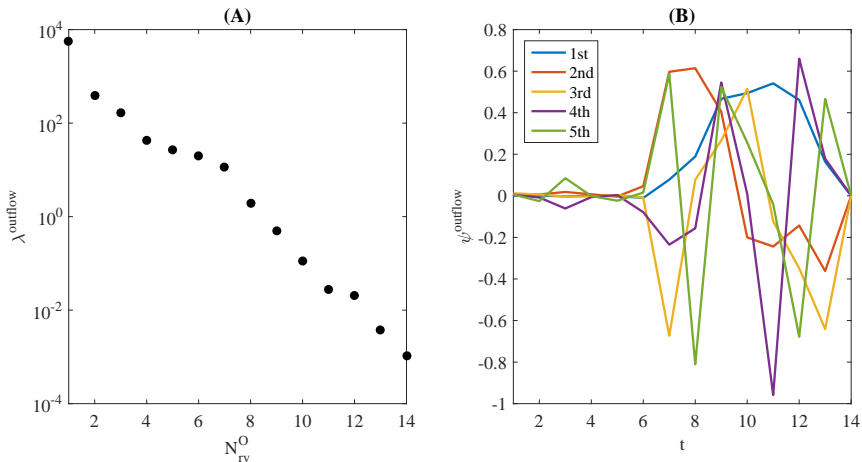 (A)
10^4
10^2
10^0
10^-2
10^-4
λ^outflow
2 4 6 8 10 12 14
N_rv^O
(B)
1st
2nd
3rd
4th
5th
0.8
0.6
0.4
0.2
0
-0.2
-0.4
-0.6
-0.8
-1
ψ^outflow
2 4 6 8 10 12 14
t